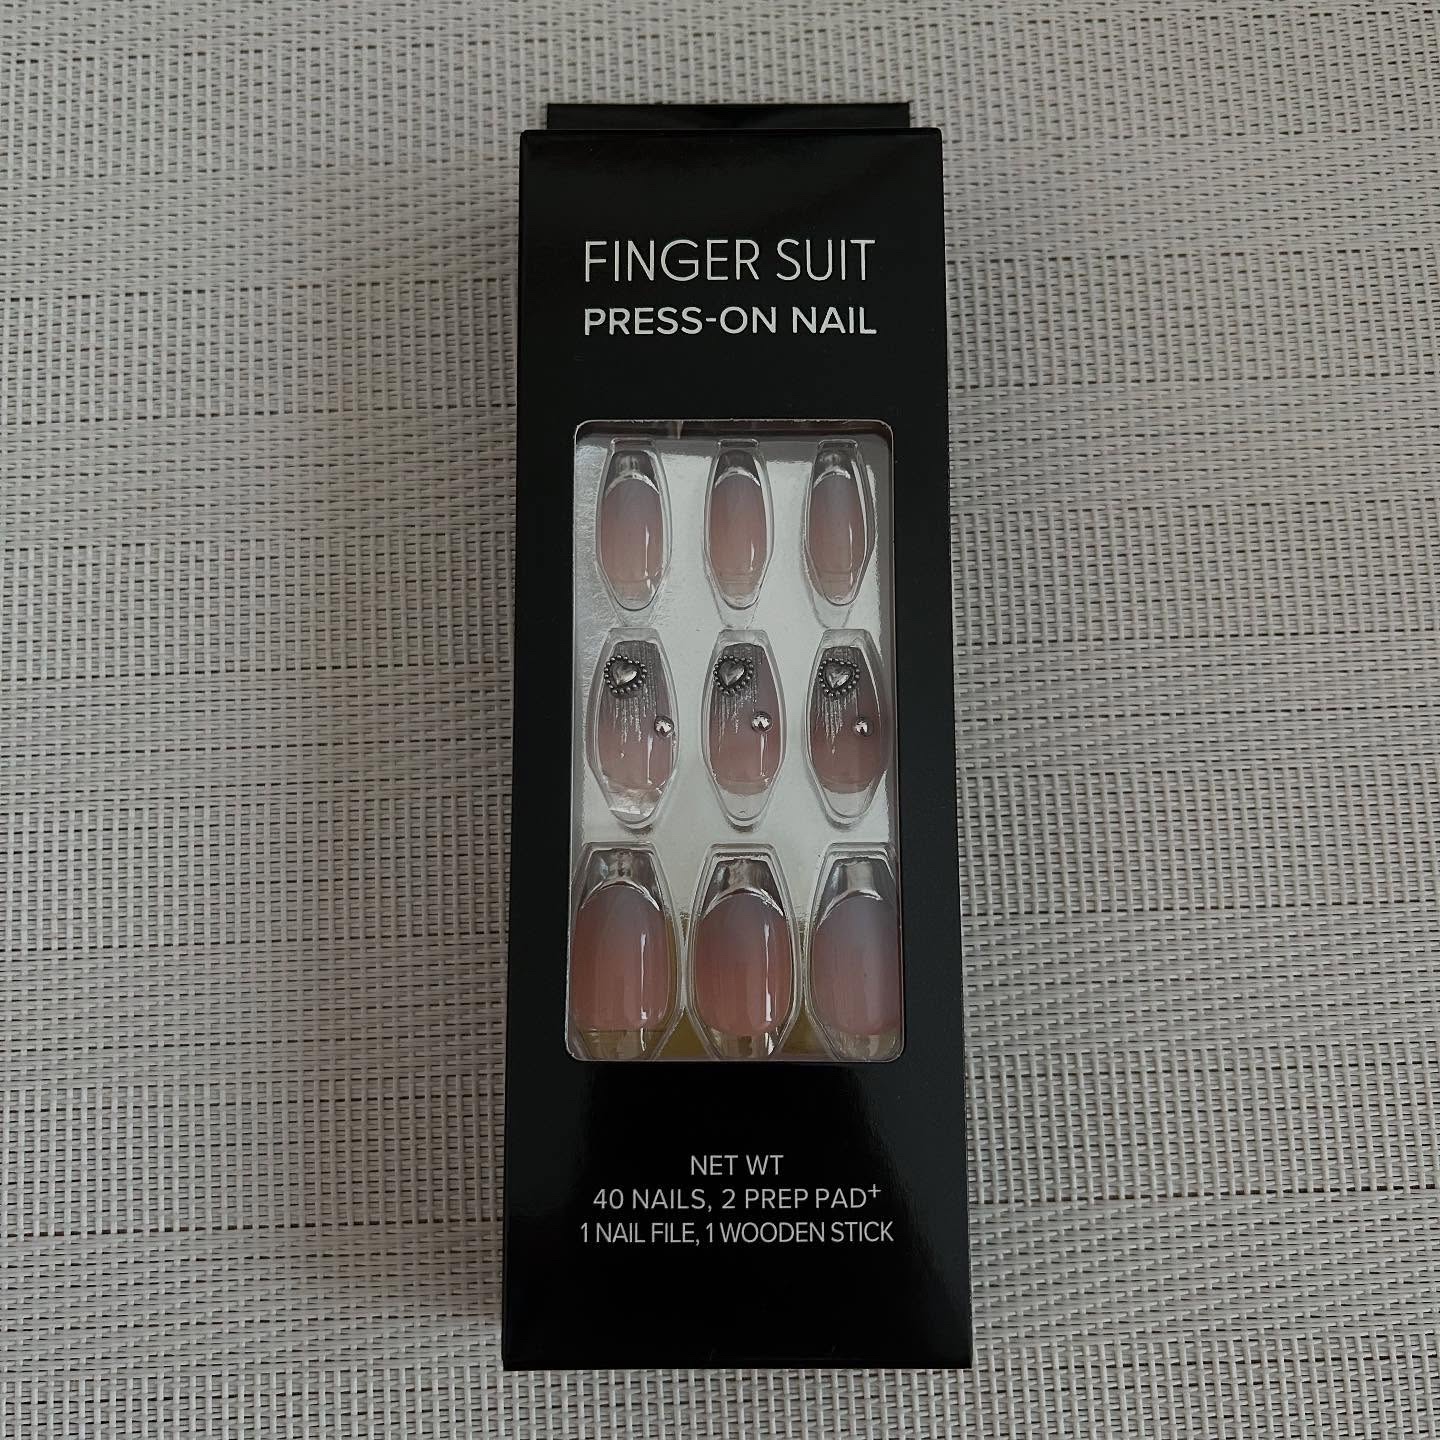 FINGER SUIT
PRESS-ON NAIL
NET WT
40 NAILS, 2 PREP PAD⁺
1 NAIL FILE, 1 WOODEN STICK